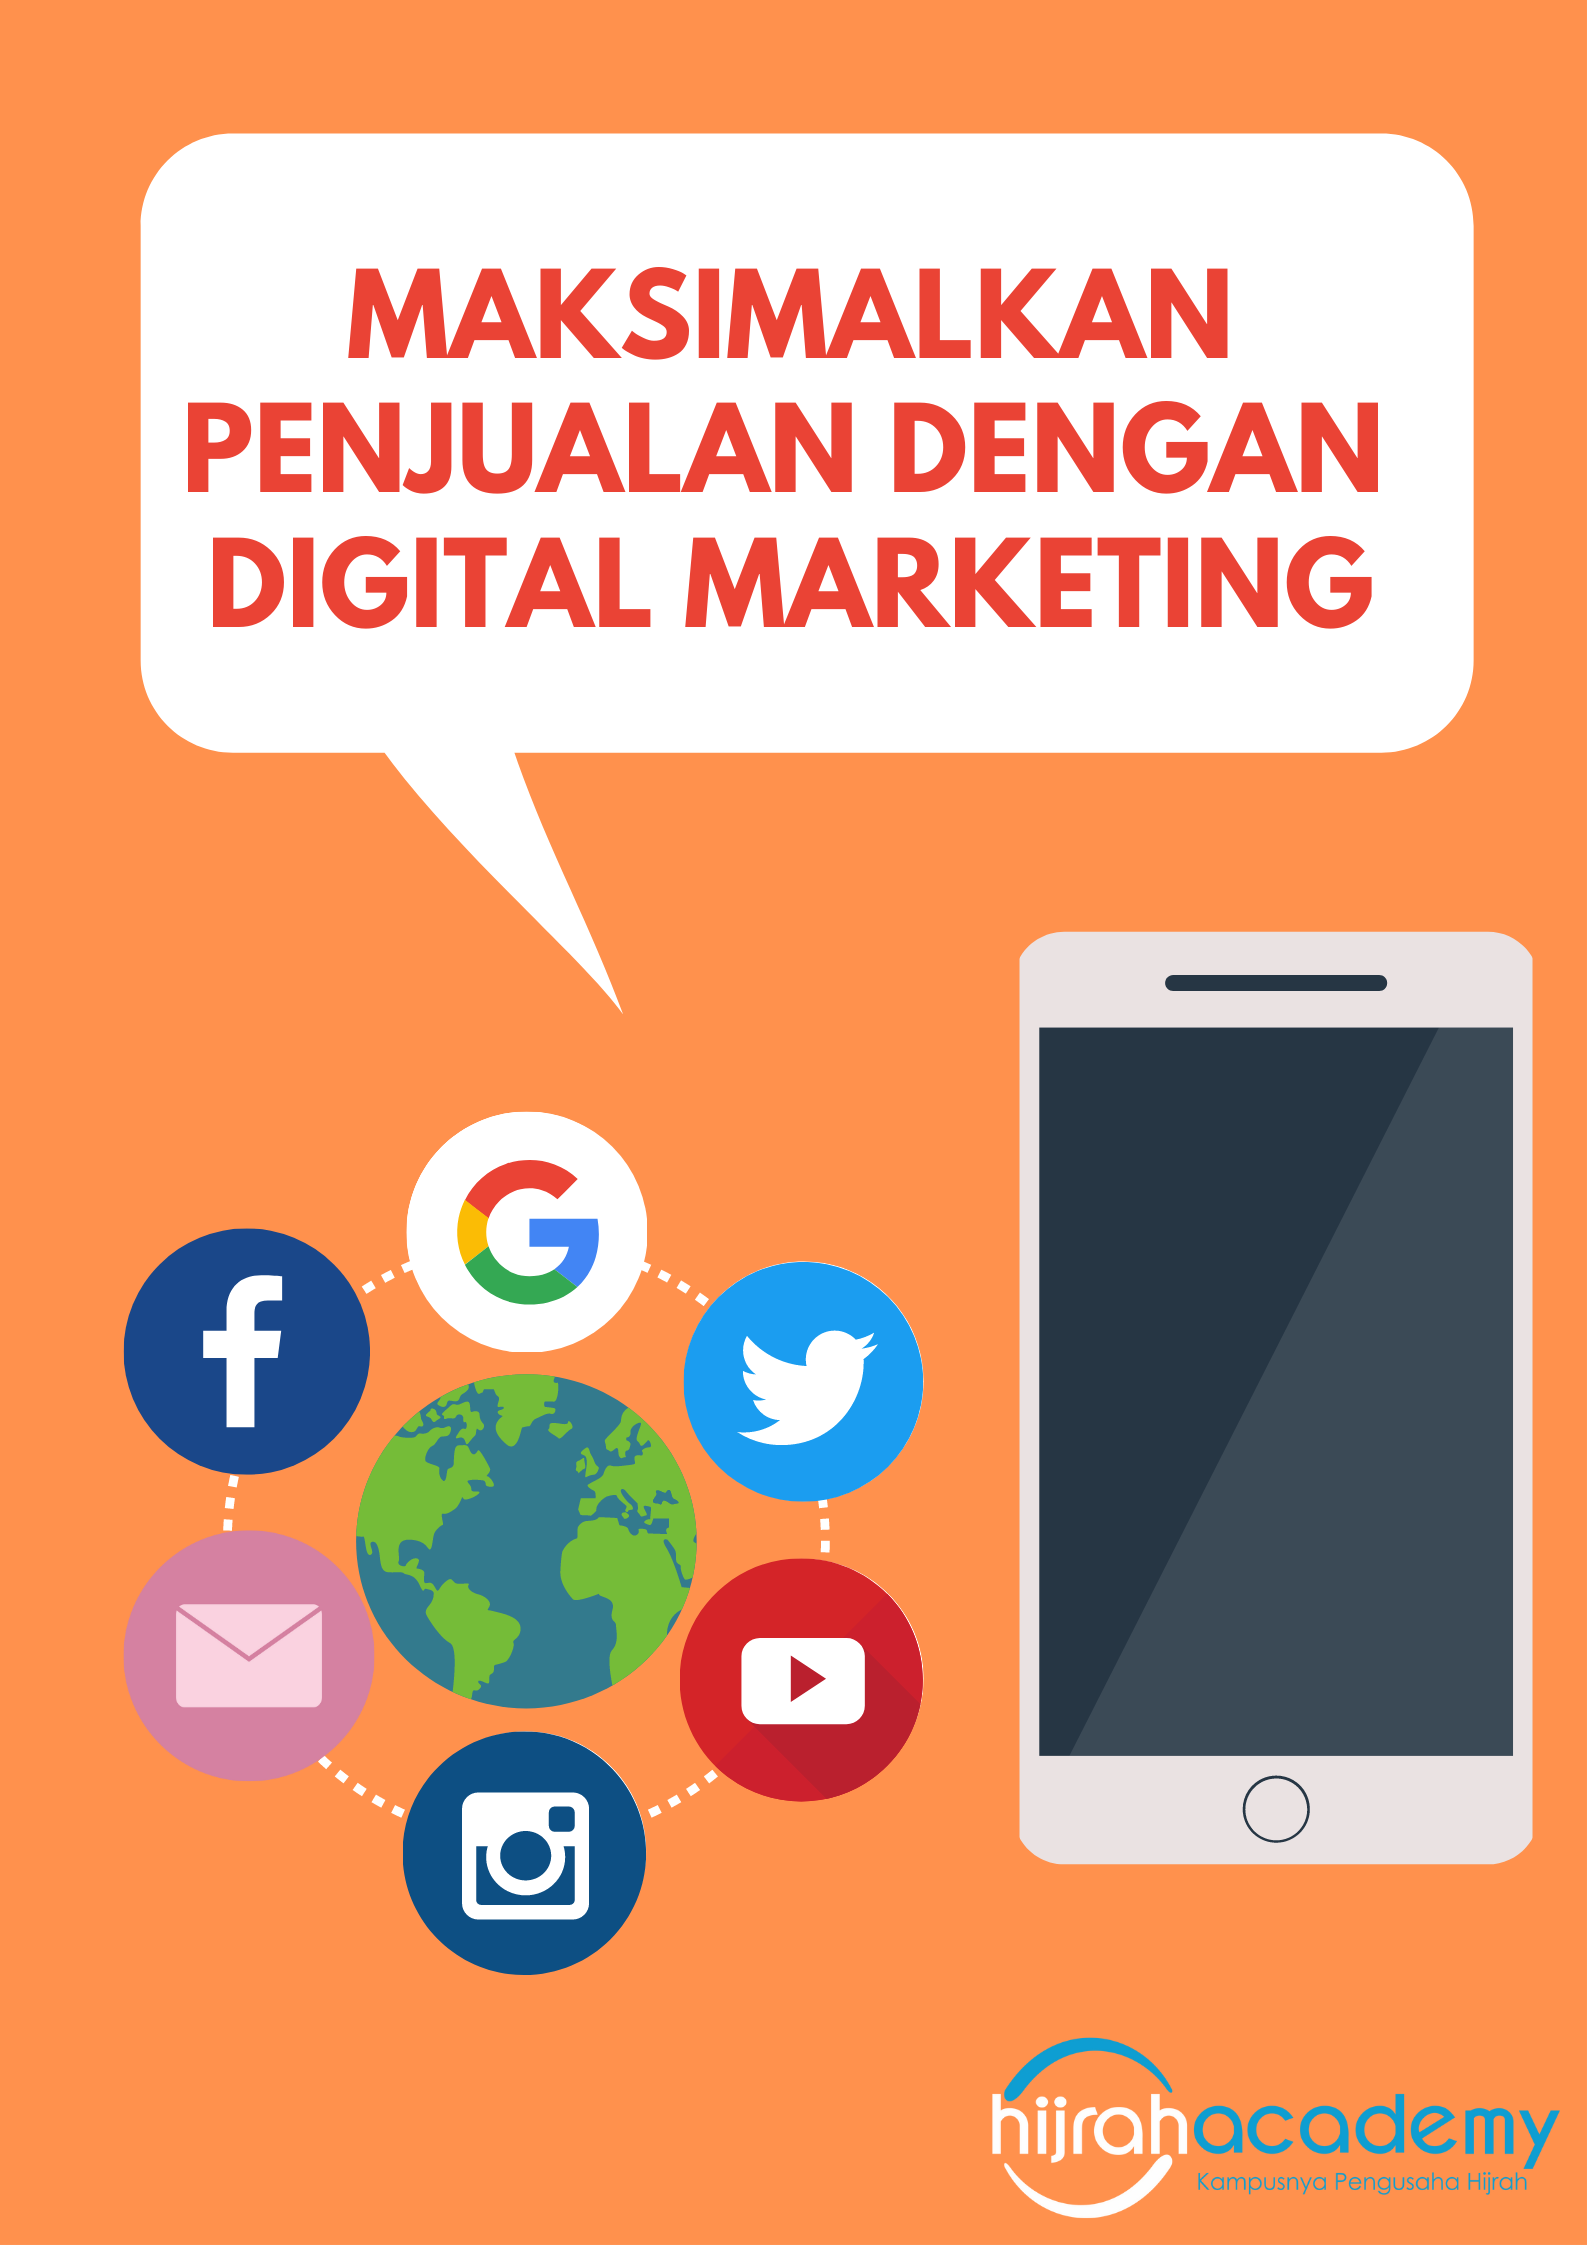 MAKSIMALKAN
PENJUALAN DENGAN
DIGITAL MARKETING
hijrahacademy
Kampusnya Pengusaha Hijrah